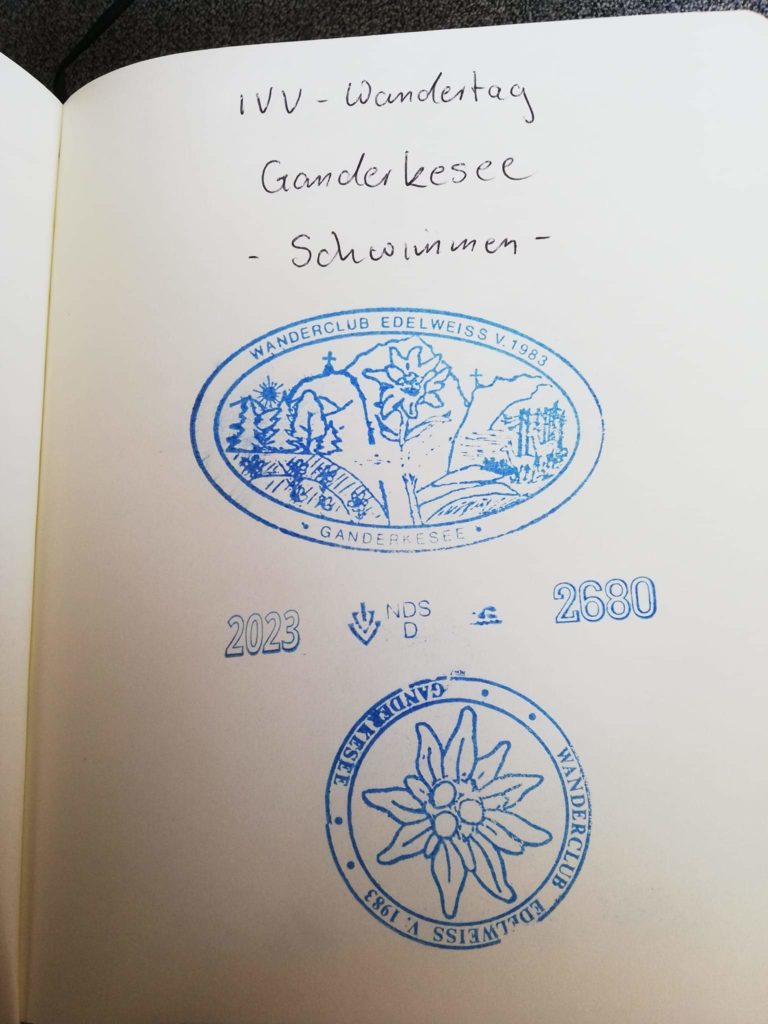 IVV - Wandertag
Ganderkesee
- Schwimmen -
WANDERCLUB EDELWEISS V. 1983
• GANDERKESEE •
2023 NDS 2680
D
GANDERKESEE
WANDERCLUB EDELWEISS V. 1983